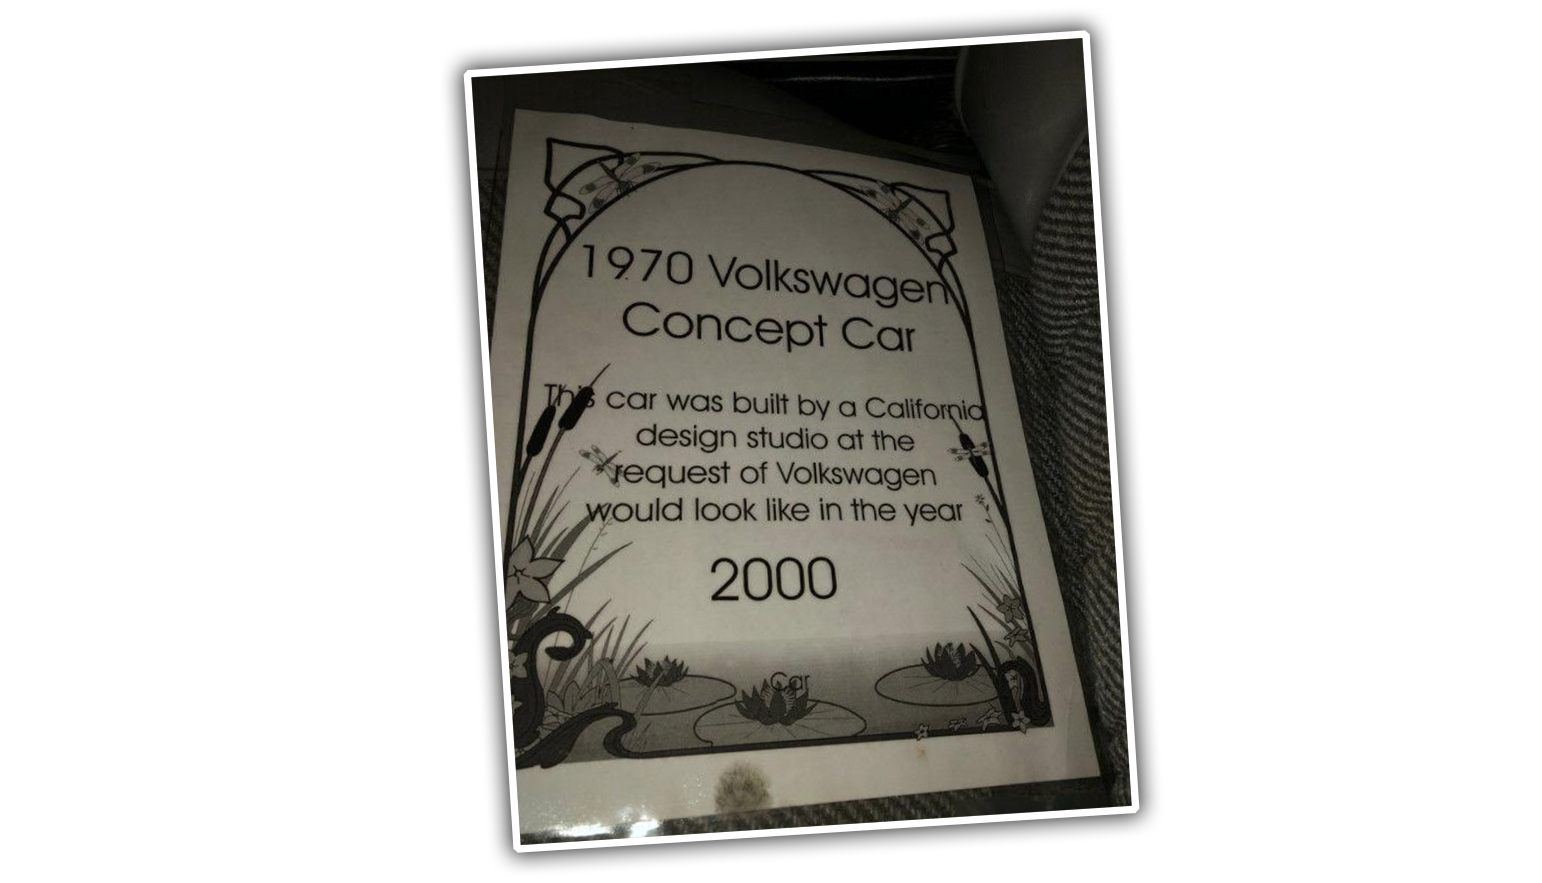 1970 Volkswagen
Concept Car
This car was built by a California
design studio at the
request of Volkswagen
would look like in the year
2000
Car